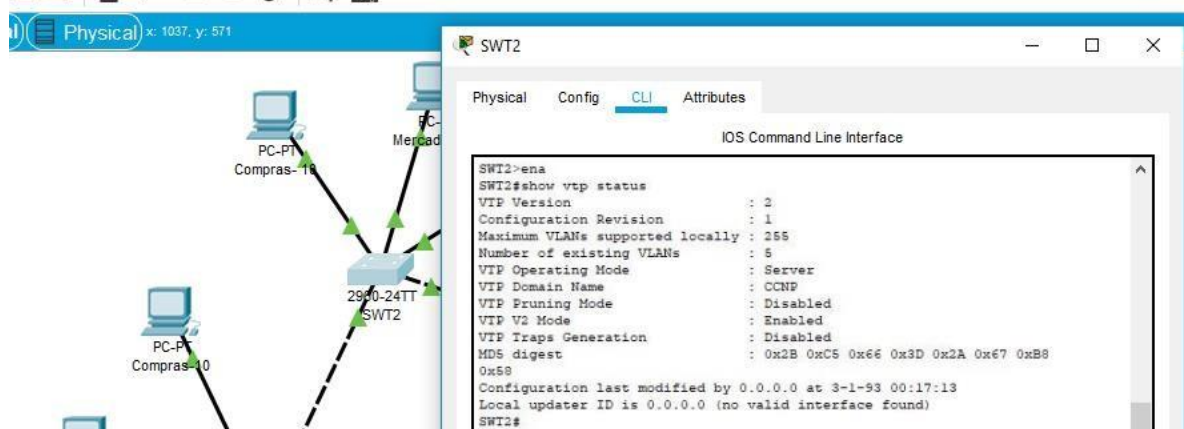 Physical x: 1037, y: 571
SWT2
Physical Config CLI Attributes
IOS Command Line Interface
SWT2>ena
SWT2#show vtp status
VTP Version : 2
Configuration Revision : 1
Maximum VLANs supported locally : 255
Number of existing VLANs : 5
VTP Operating Mode : Server
VTP Domain Name : CCNP
VTP Pruning Mode : Disabled
VTP V2 Mode : Enabled
VTP Traps Generation : Disabled
MD5 digest : 0x2B 0xC5 0x66 0x3D 0x2A 0x67 0xB8
0x58
Configuration last modified by 0.0.0.0 at 3-1-93 00:17:13
Local updater ID is 0.0.0.0 (no valid interface found)
SWT2#
PC-
Mercad
PC-PT
Compras- 10
2960-24TT
SWT2
PC-PT
Compras-10